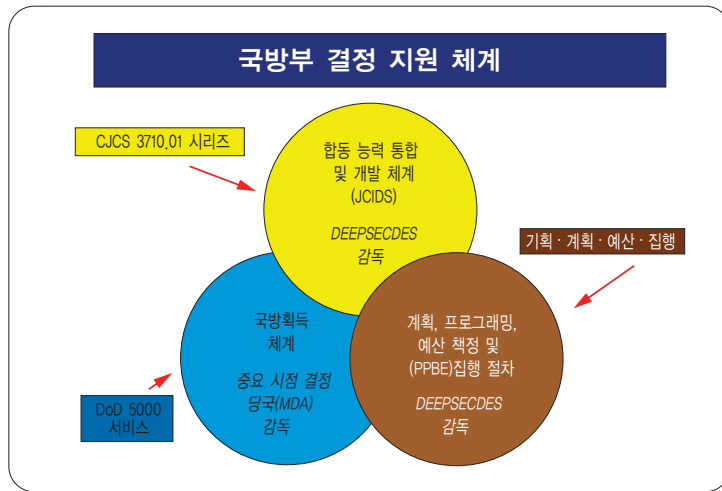 국방부 결정 지원 체계
CJCS 3710.01 시리즈
합동 능력 통합
및 개발 체계
(JCIDS)
DEEPSECDES
감독
기획·계획·예산·집행
국방획득
체계
중요 시점 결정
당국(MDA)
감독
계획, 프로그래밍,
예산 책정 및
(PPBE)집행 절차
DEEPSECDES
감독
DoD 5000
서비스